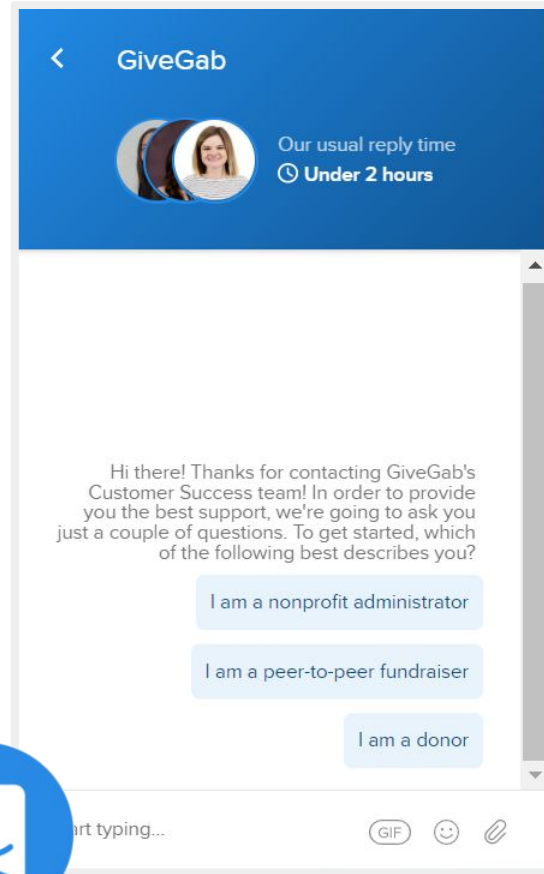 GiveGab
Our usual reply time
Under 2 hours
Hi there! Thanks for contacting GiveGab's
Customer Success team! In order to provide
you the best support, we're going to ask you
just a couple of questions. To get started, which
of the following best describes you?
I am a nonprofit administrator
I am a peer-to-peer fundraiser
I am a donor
art typing...
GIF